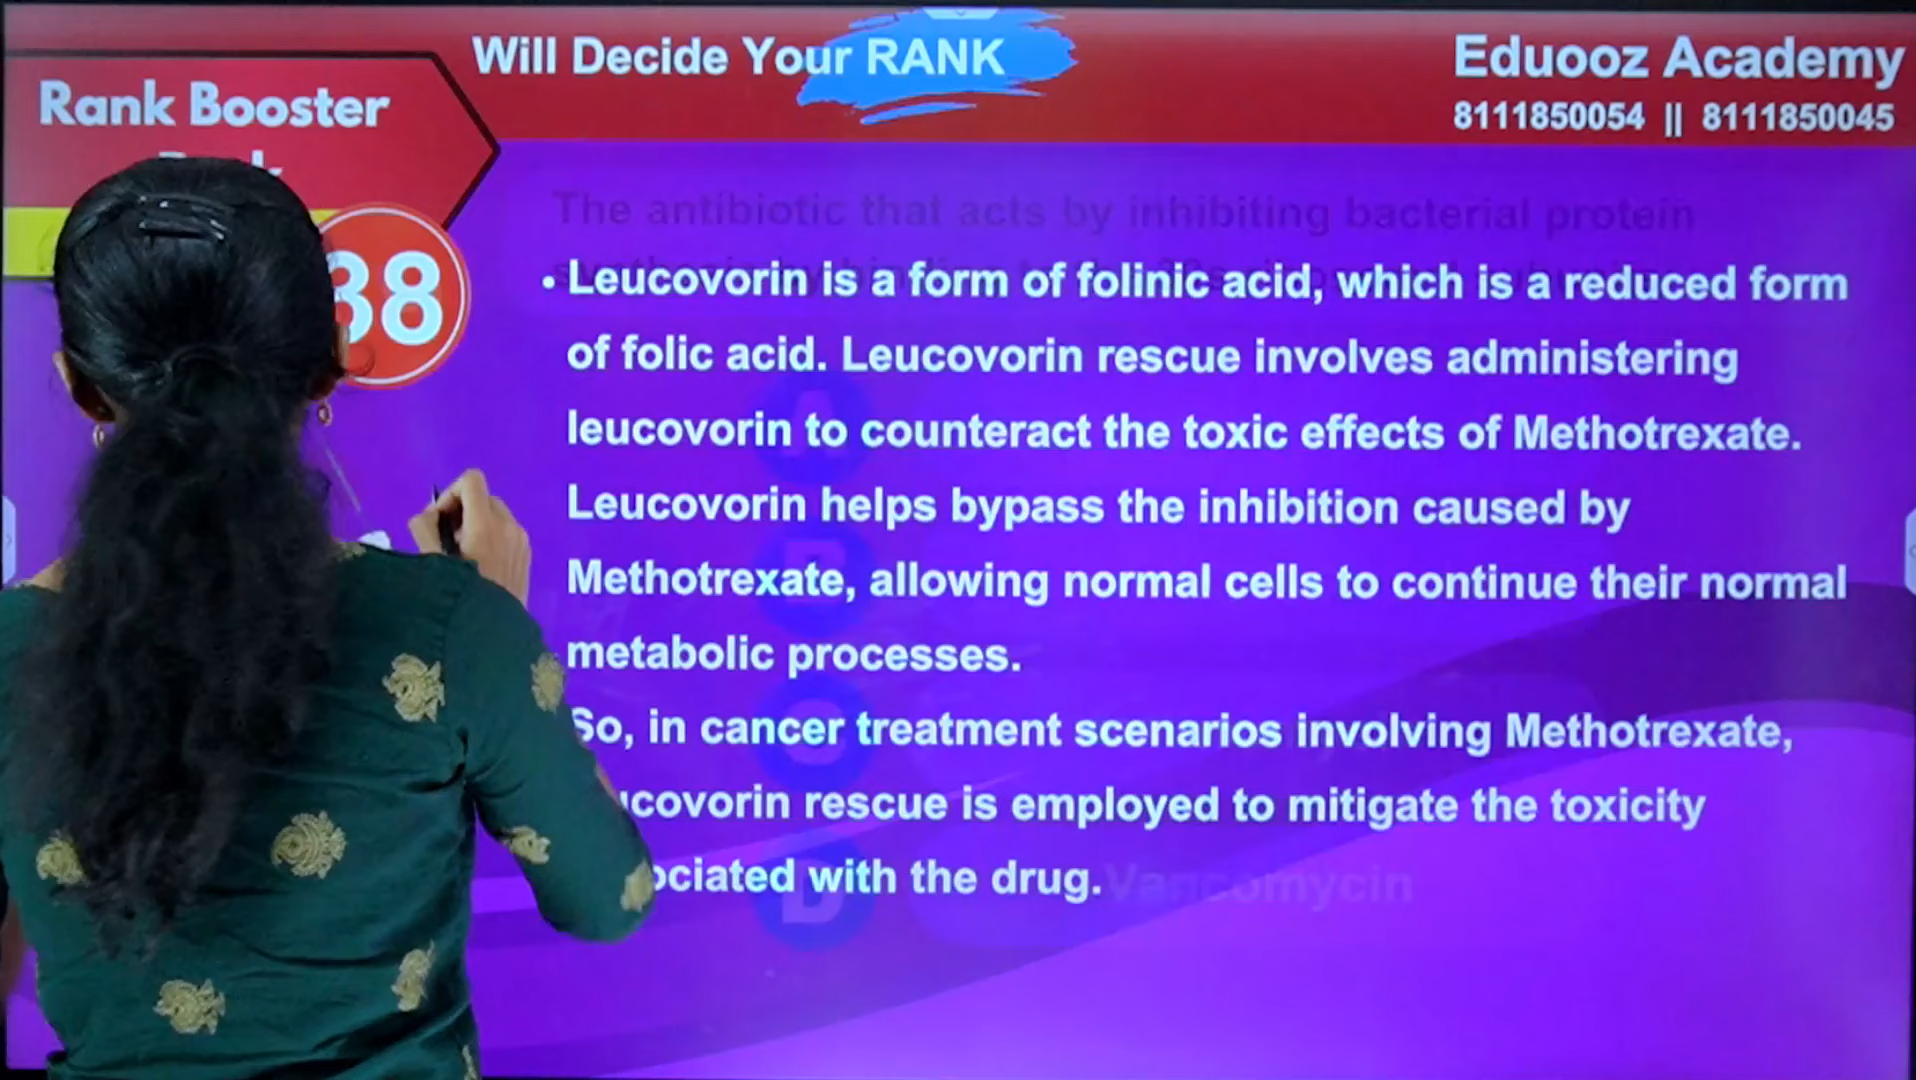 Will Decide Your RANK
Eduooz Academy
8111850054 || 8111850045
Rank Booster
38
The antibiotic that acts by inhibiting bacterial protein
• Leucovorin is a form of folinic acid, which is a reduced form
of folic acid. Leucovorin rescue involves administering
leucovorin to counteract the toxic effects of Methotrexate.
Leucovorin helps bypass the inhibition caused by
Methotrexate, allowing normal cells to continue their normal
metabolic processes.
So, in cancer treatment scenarios involving Methotrexate,
rescue is employed to mitigate the toxicity
with the drug.
A
B
C
D
Vancomycin